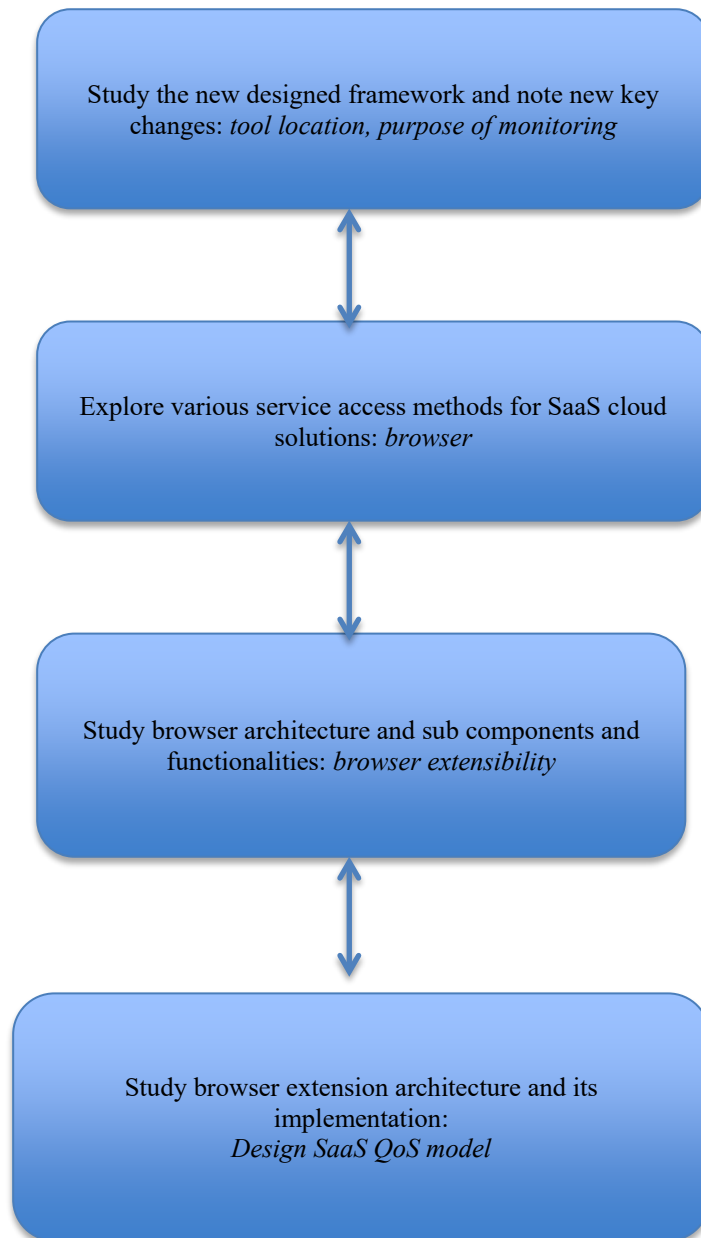 Study the new designed framework and note new key
changes: tool location, purpose of monitoring
Explore various service access methods for SaaS cloud
solutions: browser
Study browser architecture and sub components and
functionalities: browser extensibility
Study browser extension architecture and its
implementation:
Design SaaS QoS model